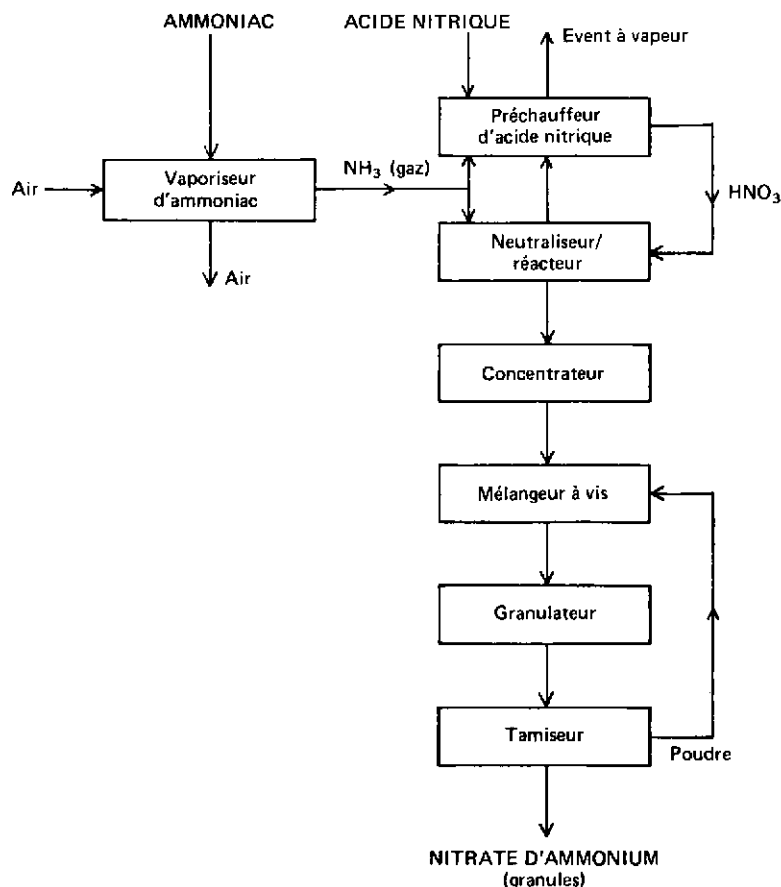 AMMONIAC
ACIDE NITRIQUE
Event à vapeur
Préchauffeur
d'acide nitrique
Air
Vaporiseur
d'ammoniac
NH₃ (gaz)
HNO₃
Neutraliseur/
réacteur
Air
Concentrateur
Mélangeur à vis
Granulateur
Tamiseur
Poudre
NITRATE D'AMMONIUM
(granules)